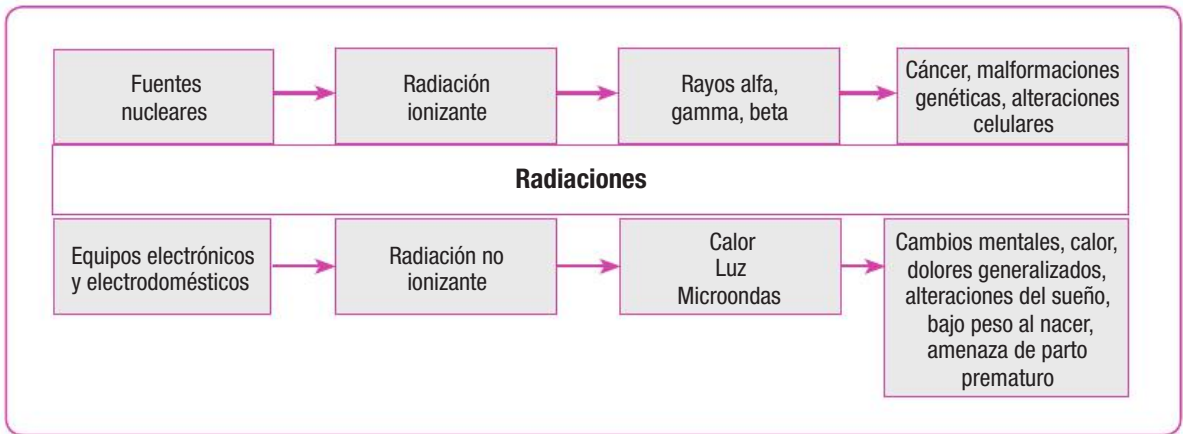 Fuentes
nucleares
Radiación
ionizante
Rayos alfa,
gamma, beta
Cáncer, malformaciones
genéticas, alteraciones
celulares
Radiaciones
Equipos electrónicos
y electrodomésticos
Radiación no
ionizante
Calor
Luz
Microondas
Cambios mentales, calor,
dolores generalizados,
alteraciones del sueño,
bajo peso al nacer,
amenaza de parto
prematuro